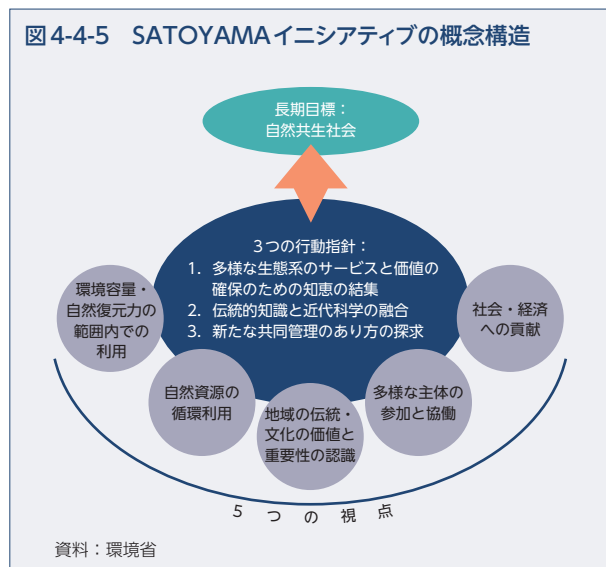 図4-4-5 SATOYAMAイニシアティブの概念構造
長期目標：
自然共生社会
3つの行動指針：
1. 多様な生態系のサービスと価値の
確保のための知恵の結集
2. 伝統的知識と近代科学の融合
3. 新たな共同管理のあり方の探求
環境容量・
自然復元力の
範囲内での
利用
自然資源の
循環利用
地域の伝統・
文化の価値と
重要性の認識
多様な主体の
参加と協働
社会・経済
への貢献
5つの視点
資料：環境省